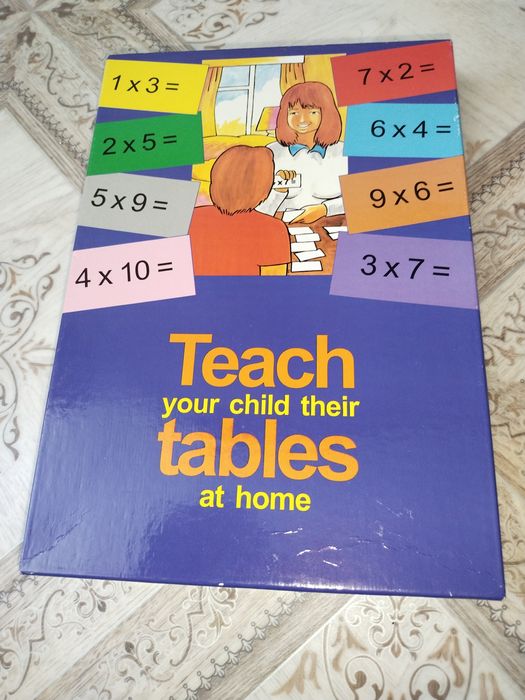 1 x 3 =
7 x 2 =
2 x 5 =
6 x 4 =
5 x 9 =
9 x 6 =
4 x 10 =
3 x 7 =
x 7 =
Teach
your child their
tables
at home